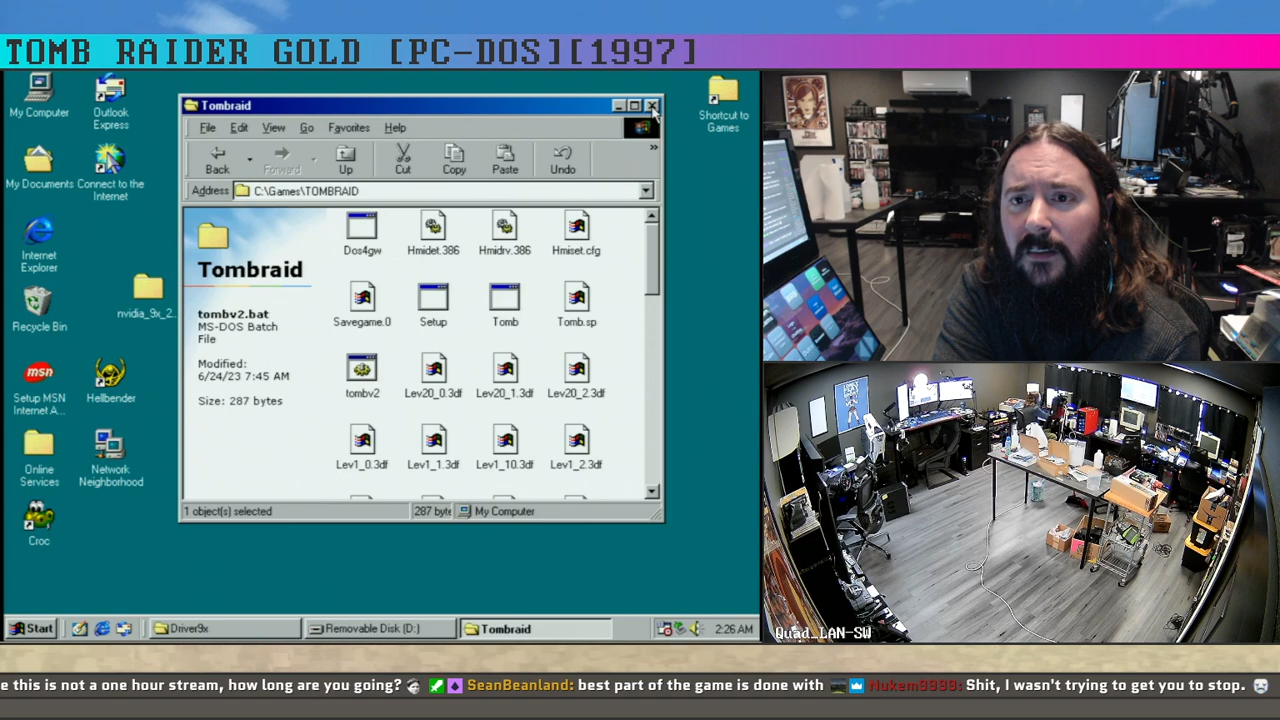 TOMB RAIDER GOLD [PC-DOS][1997]
My Computer
Outlook
Express
My Documents
Connect to the
Internet
Internet
Explorer
Recycle Bin
nvidia_9x_2...
Setup MSN
Internet A...
Hellbender
Online
Services
Network
Neighborhood
Croc
Shortcut to
Games
Tombraid
File Edit View Go Favorites Help
Back Forward Up Cut Copy Paste Undo
Address C:\Games\TOMBRAID
Tombraid
tombv2.bat
MS-DOS Batch
File
Modified:
6/24/23 7:45 AM
Size: 287 bytes
Dos4gw Hmidet.386 Hmidrv.386 Hmiset.cfg
Savegame.0 Setup Tomb Tomb.sp
tombv2 Lev20_0.3df Lev20_1.3df Lev20_2.3df
Lev1_0.3df Lev1_1.3df Lev1_10.3df Lev1_2.3df
1 object(s) selected 287 byte My Computer
Start Driver9x Removable Disk (D:) Tombraid 2:26 AM
Quad_LAN-SW
e this is not a one hour stream, how long are you going? SeanBeanland: best part of the game is done with Nukem9999: Shit, I wasn't trying to get you to stop.